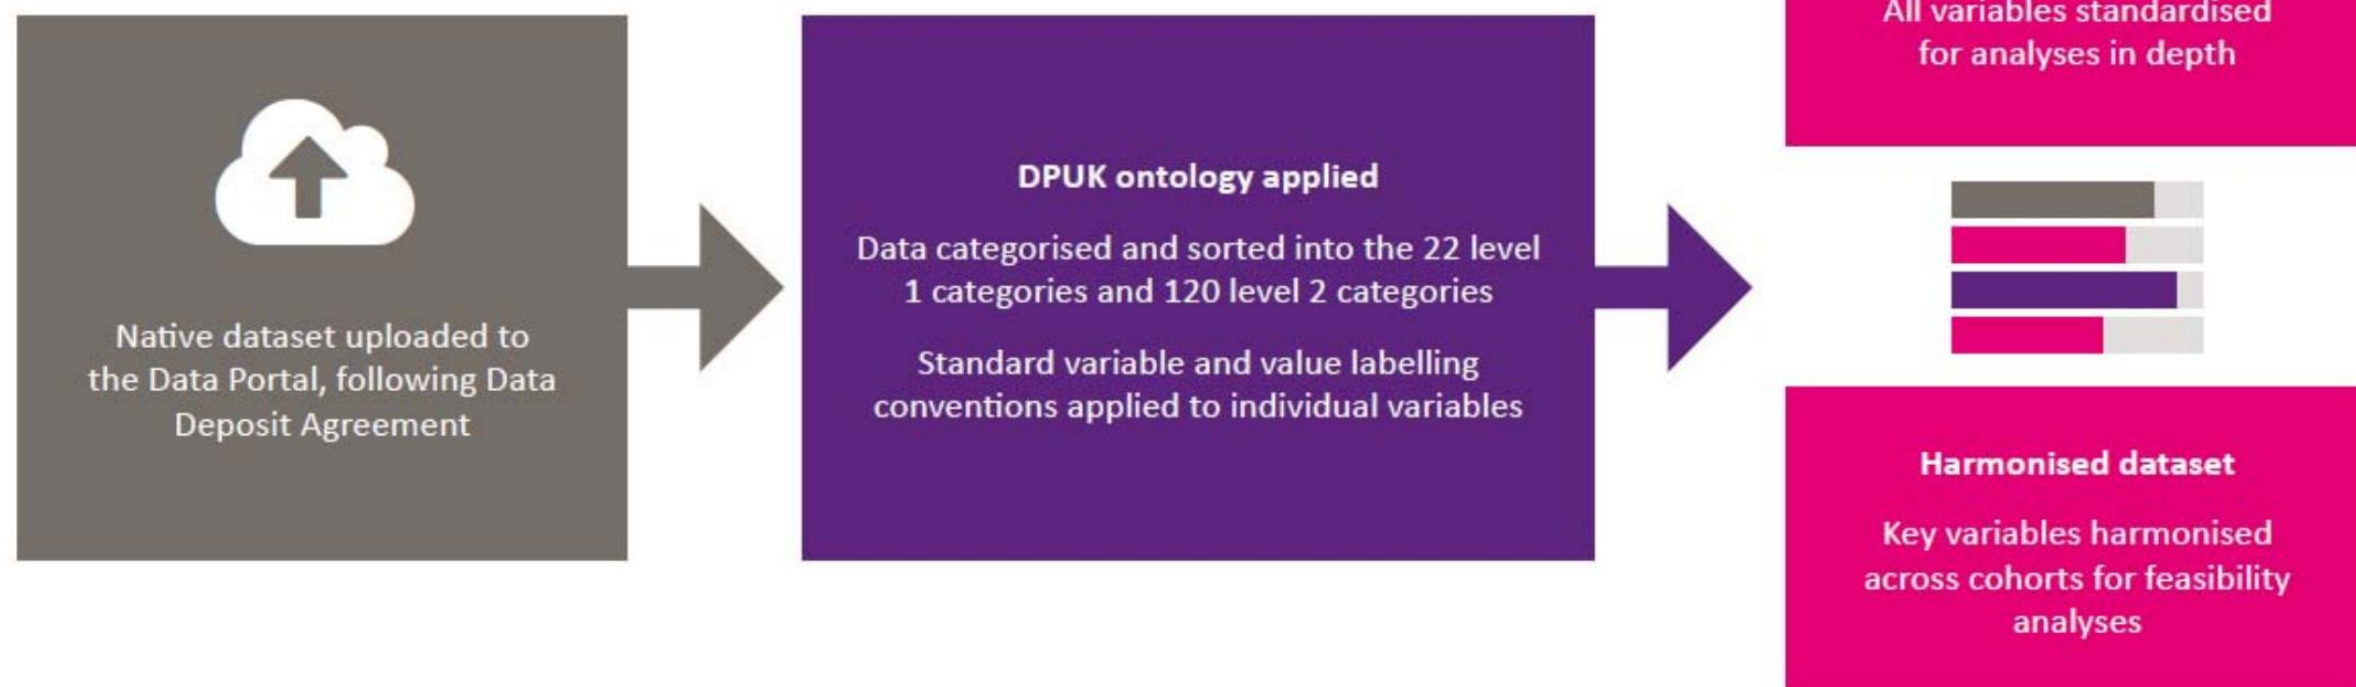 Native dataset uploaded to
the Data Portal, following Data
Deposit Agreement
DPUK ontology applied
Data categorised and sorted into the 22 level
1 categories and 120 level 2 categories
Standard variable and value labelling
conventions applied to individual variables
All variables standardised
for analyses in depth
Harmonised dataset
Key variables harmonised
across cohorts for feasibility
analyses